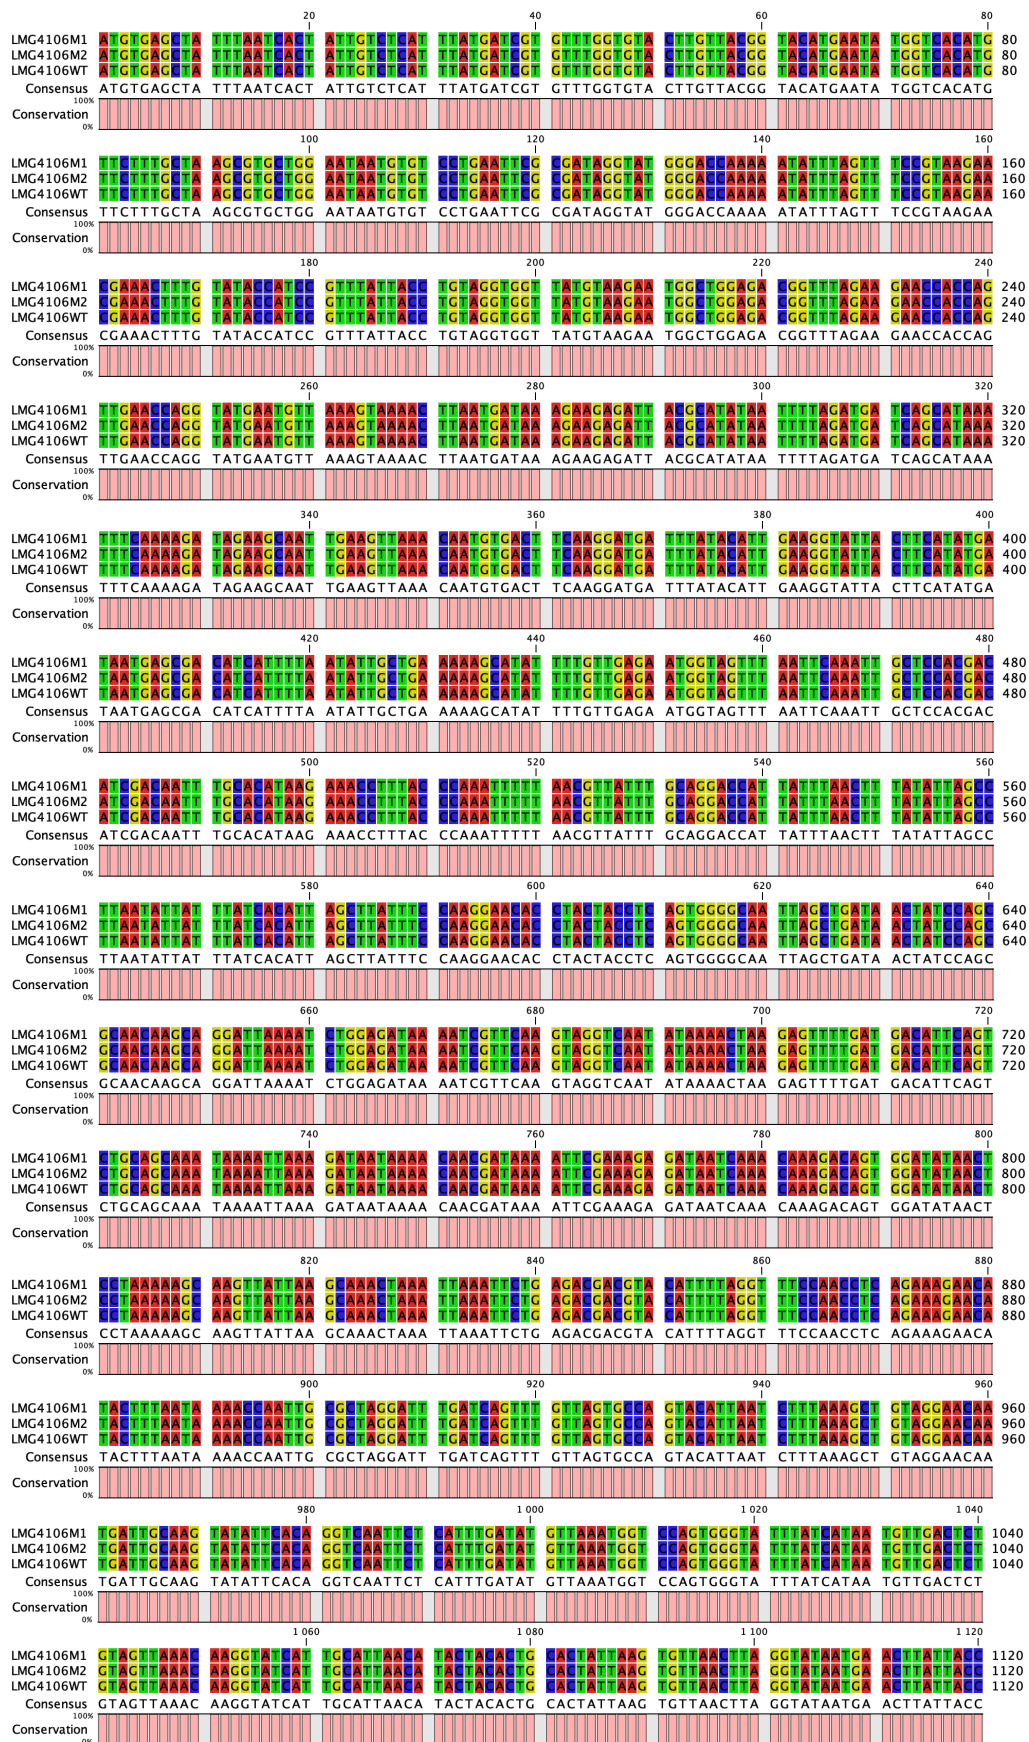 20 40 60 80
LMG4106M1 ATGTGAGCTA TTTAATCACT ATTGTCTCAT TTATGATCGT GTTTGGTGTA CTTGTTACGG TACATGAATA TGGTCACATG 80
LMG4106M2 ATGTGAGCTA TTTAATCACT ATTGTCTCAT TTATGATCGT GTTTGGTGTA CTTGTTACGG TACATGAATA TGGTCACATG 80
LMG4106WT ATGTGAGCTA TTTAATCACT ATTGTCTCAT TTATGATCGT GTTTGGTGTA CTTGTTACGG TACATGAATA TGGTCACATG 80
Consensus ATGTGAGCTA TTTAATCACT ATTGTCTCAT TTATGATCGT GTTTGGTGTA CTTGTTACGG TACATGAATA TGGTCACATG
100%
Conservation
0%
100 120 140 160
LMG4106M1 TTCTTTGCTA AGCGTGCTGG AATAATGTGT CCTGAATTCG CGATAGGTAT GGGACCAAAA ATATTTAGTT TCCGTAAGAA 160
LMG4106M2 TTCTTTGCTA AGCGTGCTGG AATAATGTGT CCTGAATTCG CGATAGGTAT GGGACCAAAA ATATTTAGTT TCCGTAAGAA 160
LMG4106WT TTCTTTGCTA AGCGTGCTGG AATAATGTGT CCTGAATTCG CGATAGGTAT GGGACCAAAA ATATTTAGTT TCCGTAAGAA 160
Consensus TTCTTTGCTA AGCGTGCTGG AATAATGTGT CCTGAATTCG CGATAGGTAT GGGACCAAAA ATATTTAGTT TCCGTAAGAA
100%
Conservation
0%
180 200 220 240
LMG4106M1 CGAAACTTTG TATACCATCC GTTTATTACC TGTAGGTGGT TATGTAAGAA TGGCTGGAGA CGGTTTAGAA GAACCACCAG 240
LMG4106M2 CGAAACTTTG TATACCATCC GTTTATTACC TGTAGGTGGT TATGTAAGAA TGGCTGGAGA CGGTTTAGAA GAACCACCAG 240
LMG4106WT CGAAACTTTG TATACCATCC GTTTATTACC TGTAGGTGGT TATGTAAGAA TGGCTGGAGA CGGTTTAGAA GAACCACCAG 240
Consensus CGAAACTTTG TATACCATCC GTTTATTACC TGTAGGTGGT TATGTAAGAA TGGCTGGAGA CGGTTTAGAA GAACCACCAG
100%
Conservation
0%
260 280 300 320
LMG4106M1 TTGAACCAGG TATGAATGTT AAAGTAAAAC TTAATGATAA AGAAGAGATT ACGCATATAA TTTTAGATGA TCAGCATAAA 320
LMG4106M2 TTGAACCAGG TATGAATGTT AAAGTAAAAC TTAATGATAA AGAAGAGATT ACGCATATAA TTTTAGATGA TCAGCATAAA 320
LMG4106WT TTGAACCAGG TATGAATGTT AAAGTAAAAC TTAATGATAA AGAAGAGATT ACGCATATAA TTTTAGATGA TCAGCATAAA 320
Consensus TTGAACCAGG TATGAATGTT AAAGTAAAAC TTAATGATAA AGAAGAGATT ACGCATATAA TTTTAGATGA TCAGCATAAA
100%
Conservation
0%
340 360 380 400
LMG4106M1 TTTCAAAAGA TAGAAGCAAT TGAAGTTAAA CAATGTGACT TCAAGGATGA TTTATACATT GAAGGTATTA CTTCATATGA 400
LMG4106M2 TTTCAAAAGA TAGAAGCAAT TGAAGTTAAA CAATGTGACT TCAAGGATGA TTTATACATT GAAGGTATTA CTTCATATGA 400
LMG4106WT TTTCAAAAGA TAGAAGCAAT TGAAGTTAAA CAATGTGACT TCAAGGATGA TTTATACATT GAAGGTATTA CTTCATATGA 400
Consensus TTTCAAAAGA TAGAAGCAAT TGAAGTTAAA CAATGTGACT TCAAGGATGA TTTATACATT GAAGGTATTA CTTCATATGA
100%
Conservation
0%
420 440 460 480
LMG4106M1 TAATGAGCGA CATCATTTTA ATATTGCTGA AAAAGCATAT TTTGTTGAGA ATGGTAGTTT AATTCAAATT GCTCCACGAC 480
LMG4106M2 TAATGAGCGA CATCATTTTA ATATTGCTGA AAAAGCATAT TTTGTTGAGA ATGGTAGTTT AATTCAAATT GCTCCACGAC 480
LMG4106WT TAATGAGCGA CATCATTTTA ATATTGCTGA AAAAGCATAT TTTGTTGAGA ATGGTAGTTT AATTCAAATT GCTCCACGAC 480
Consensus TAATGAGCGA CATCATTTTA ATATTGCTGA AAAAGCATAT TTTGTTGAGA ATGGTAGTTT AATTCAAATT GCTCCACGAC
100%
Conservation
0%
500 520 540 560
LMG4106M1 ATCGACAATT TGCACATAAG AAACCTTTAC CCAAATTTTT AACGTTATTT GCAGGACCAT TATTTAACTT TATATTAGCC 560
LMG4106M2 ATCGACAATT TGCACATAAG AAACCTTTAC CCAAATTTTT AACGTTATTT GCAGGACCAT TATTTAACTT TATATTAGCC 560
LMG4106WT ATCGACAATT TGCACATAAG AAACCTTTAC CCAAATTTTT AACGTTATTT GCAGGACCAT TATTTAACTT TATATTAGCC 560
Consensus ATCGACAATT TGCACATAAG AAACCTTTAC CCAAATTTTT AACGTTATTT GCAGGACCAT TATTTAACTT TATATTAGCC
100%
Conservation
0%
580 600 620 640
LMG4106M1 TTAATATTAT TTATCACATT AGCTTATTTC CAAGGAACAC CTACTACCTC AGTGGGGCAA TTAGCTGATA ACTATCCAGC 640
LMG4106M2 TTAATATTAT TTATCACATT AGCTTATTTC CAAGGAACAC CTACTACCTC AGTGGGGCAA TTAGCTGATA ACTATCCAGC 640
LMG4106WT TTAATATTAT TTATCACATT AGCTTATTTC CAAGGAACAC CTACTACCTC AGTGGGGCAA TTAGCTGATA ACTATCCAGC 640
Consensus TTAATATTAT TTATCACATT AGCTTATTTC CAAGGAACAC CTACTACCTC AGTGGGGCAA TTAGCTGATA ACTATCCAGC
100%
Conservation
0%
660 680 700 720
LMG4106M1 GCAACAAGCA GGATTAAAAT CTGGAGATAA AATCGTTCAA GTAGGTCAAT ATAAAACTAA GAGTTTTGAT GACATTCAGT 720
LMG4106M2 GCAACAAGCA GGATTAAAAT CTGGAGATAA AATCGTTCAA GTAGGTCAAT ATAAAACTAA GAGTTTTGAT GACATTCAGT 720
LMG4106WT GCAACAAGCA GGATTAAAAT CTGGAGATAA AATCGTTCAA GTAGGTCAAT ATAAAACTAA GAGTTTTGAT GACATTCAGT 720
Consensus GCAACAAGCA GGATTAAAAT CTGGAGATAA AATCGTTCAA GTAGGTCAAT ATAAAACTAA GAGTTTTGAT GACATTCAGT
100%
Conservation
0%
740 760 780 800
LMG4106M1 CTGCAGCAAA TAAAATTAAA GATAATAAAA CAACGATAAA ATTCGAAAGA GATAATCAAA CAAAGACAGT GGATATAACT 800
LMG4106M2 CTGCAGCAAA TAAAATTAAA GATAATAAAA CAACGATAAA ATTCGAAAGA GATAATCAAA CAAAGACAGT GGATATAACT 800
LMG4106WT CTGCAGCAAA TAAAATTAAA GATAATAAAA CAACGATAAA ATTCGAAAGA GATAATCAAA CAAAGACAGT GGATATAACT 800
Consensus CTGCAGCAAA TAAAATTAAA GATAATAAAA CAACGATAAA ATTCGAAAGA GATAATCAAA CAAAGACAGT GGATATAACT
100%
Conservation
0%
820 840 860 880
LMG4106M1 CCTAAAAAGC AAGTTATTAA GCAAACTAAA TTAAATTCTG AGACGACGTA CATTTTAGGT TTCCAACCTC AGAAAGAACA 880
LMG4106M2 CCTAAAAAGC AAGTTATTAA GCAAACTAAA TTAAATTCTG AGACGACGTA CATTTTAGGT TTCCAACCTC AGAAAGAACA 880
LMG4106WT CCTAAAAAGC AAGTTATTAA GCAAACTAAA TTAAATTCTG AGACGACGTA CATTTTAGGT TTCCAACCTC AGAAAGAACA 880
Consensus CCTAAAAAGC AAGTTATTAA GCAAACTAAA TTAAATTCTG AGACGACGTA CATTTTAGGT TTCCAACCTC AGAAAGAACA
100%
Conservation
0%
900 920 940 960
LMG4106M1 TACTTTAATA AAACCAATTG CGCTAGGATT TGATCAGTTT GTTAGTGCCA GTACATTAAT CTTTAAAGCT GTAGGAACAA 960
LMG4106M2 TACTTTAATA AAACCAATTG CGCTAGGATT TGATCAGTTT GTTAGTGCCA GTACATTAAT CTTTAAAGCT GTAGGAACAA 960
LMG4106WT TACTTTAATA AAACCAATTG CGCTAGGATT TGATCAGTTT GTTAGTGCCA GTACATTAAT CTTTAAAGCT GTAGGAACAA 960
Consensus TACTTTAATA AAACCAATTG CGCTAGGATT TGATCAGTTT GTTAGTGCCA GTACATTAAT CTTTAAAGCT GTAGGAACAA
100%
Conservation
0%
980 1 000 1 020 1 040
LMG4106M1 TGATTGCAAG TATATTCACA GGTCAATTCT CATTTGATAT GTTAAATGGT CCAGTGGGTA TTTATCATAA TGTTGACTCT 1040
LMG4106M2 TGATTGCAAG TATATTCACA GGTCAATTCT CATTTGATAT GTTAAATGGT CCAGTGGGTA TTTATCATAA TGTTGACTCT 1040
LMG4106WT TGATTGCAAG TATATTCACA GGTCAATTCT CATTTGATAT GTTAAATGGT CCAGTGGGTA TTTATCATAA TGTTGACTCT 1040
Consensus TGATTGCAAG TATATTCACA GGTCAATTCT CATTTGATAT GTTAAATGGT CCAGTGGGTA TTTATCATAA TGTTGACTCT
100%
Conservation
0%
1 060 1 080 1 100 1 120
LMG4106M1 GTAGTTAAAC AAGGTATCAT TGCATTAACA TACTACACTG CACTATTAAG TGTTAACTTA GGTATAATGA ACTTATTACC 1120
LMG4106M2 GTAGTTAAAC AAGGTATCAT TGCATTAACA TACTACACTG CACTATTAAG TGTTAACTTA GGTATAATGA ACTTATTACC 1120
LMG4106WT GTAGTTAAAC AAGGTATCAT TGCATTAACA TACTACACTG CACTATTAAG TGTTAACTTA GGTATAATGA ACTTATTACC 1120
Consensus GTAGTTAAAC AAGGTATCAT TGCATTAACA TACTACACTG CACTATTAAG TGTTAACTTA GGTATAATGA ACTTATTACC
100%
Conservation
0%